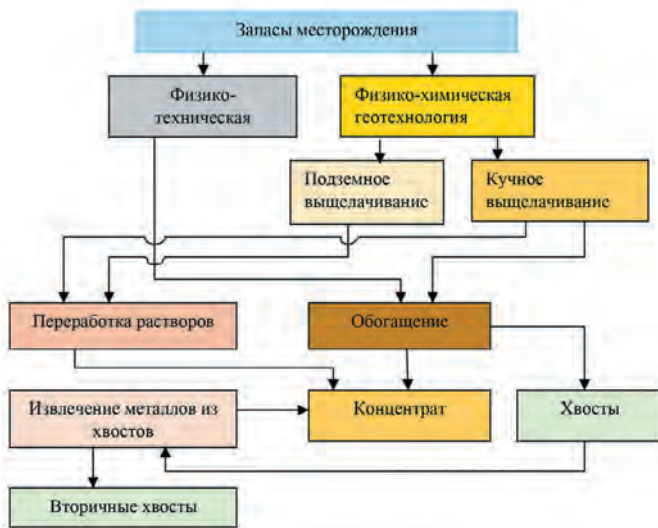 Запасы месторождения
Физико-
техническая
Физико-химическая
геотехнология
Подземное
выщелачивание
Кучное
выщелачивание
Переработка растворов
Обогащение
Извлечение металлов из
хвостов
Концентрат
Хвосты
Вторичные хвосты